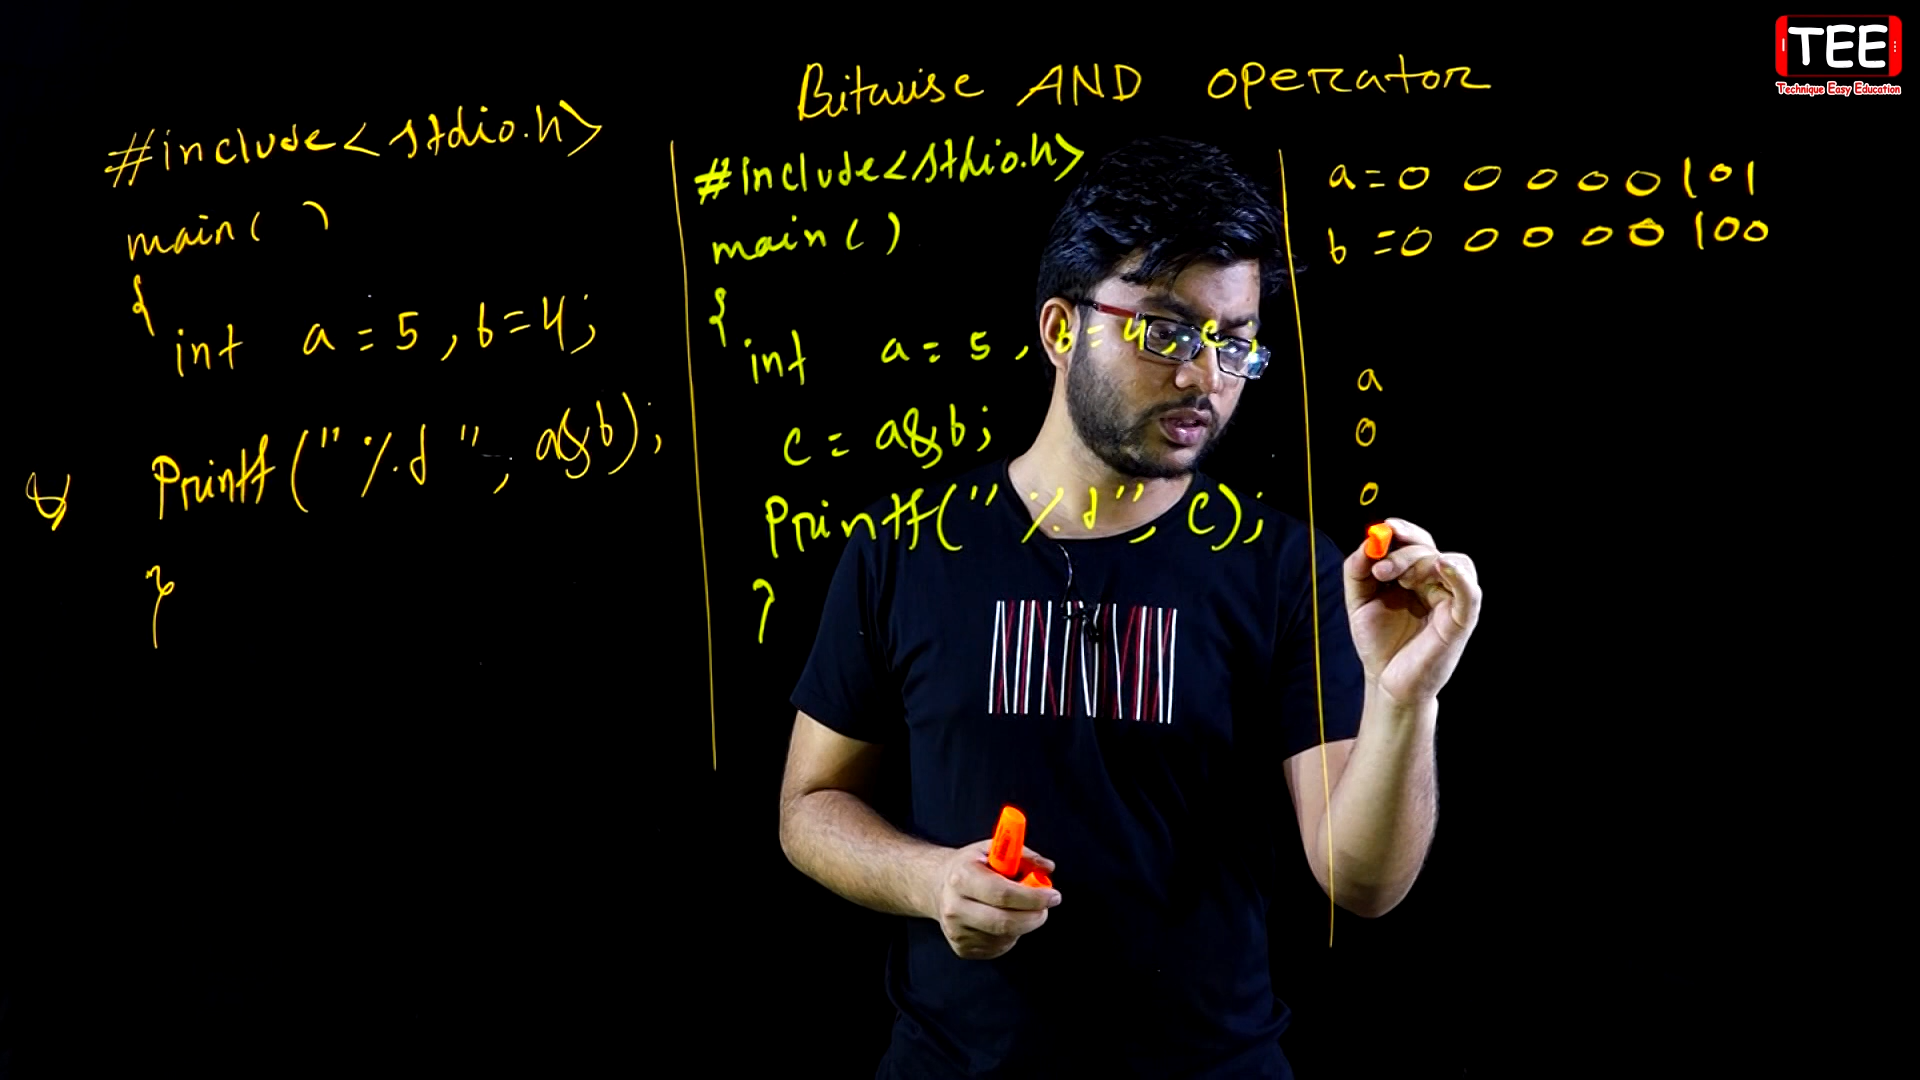 TEE
Technique Easy Education
Bitwise AND operator
#include<stdio.h>
main( )
{
int a = 5, b = 4;
Printf("%d", a&b);
}
#include<stdio.h>
main()
{
int a = 5, b = 4, c;
c = a&b;
Printf("%d", c);
}
a = 0 0 0 0 0 1 0 1
b = 0 0 0 0 0 1 0 0
a
0
0